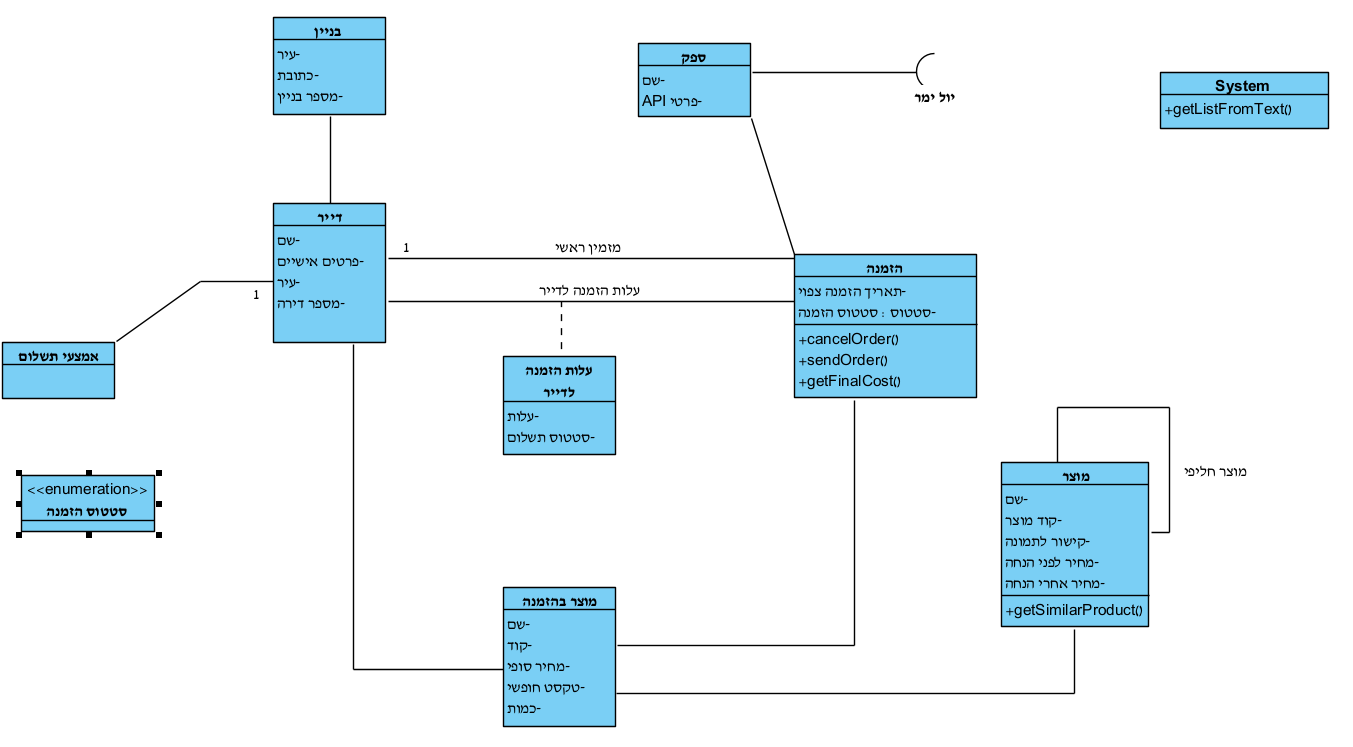 בניין
-עיר
-כתובת
-מספר בניין
ספק
-שם
-פרטי API
יול ימר
System
+getListFromText()
דייר
-שם
-פרטים אישיים
-עיר
-מספר דירה
1
מזמין ראשי
עלות הזמנה לדייר
1
הזמנה
-תאריך הזמנה צפוי
-סטטוס : סטטוס הזמנה
+cancelOrder()
+sendOrder()
+getFinalCost()
אמצעי תשלום
עלות הזמנה
לדייר
-עלות
-סטטוס תשלום
<<enumeration>>
סטטוס הזמנה
מוצר
-שם
-קוד מוצר
-קישור לתמונה
-מחיר לפני הנחה
-מחיר אחרי הנחה
+getSimilarProduct()
מוצר חליפי
מוצר בהזמנה
-שם
-קוד
-מחיר סופי
-טקסט חופשי
-כמות